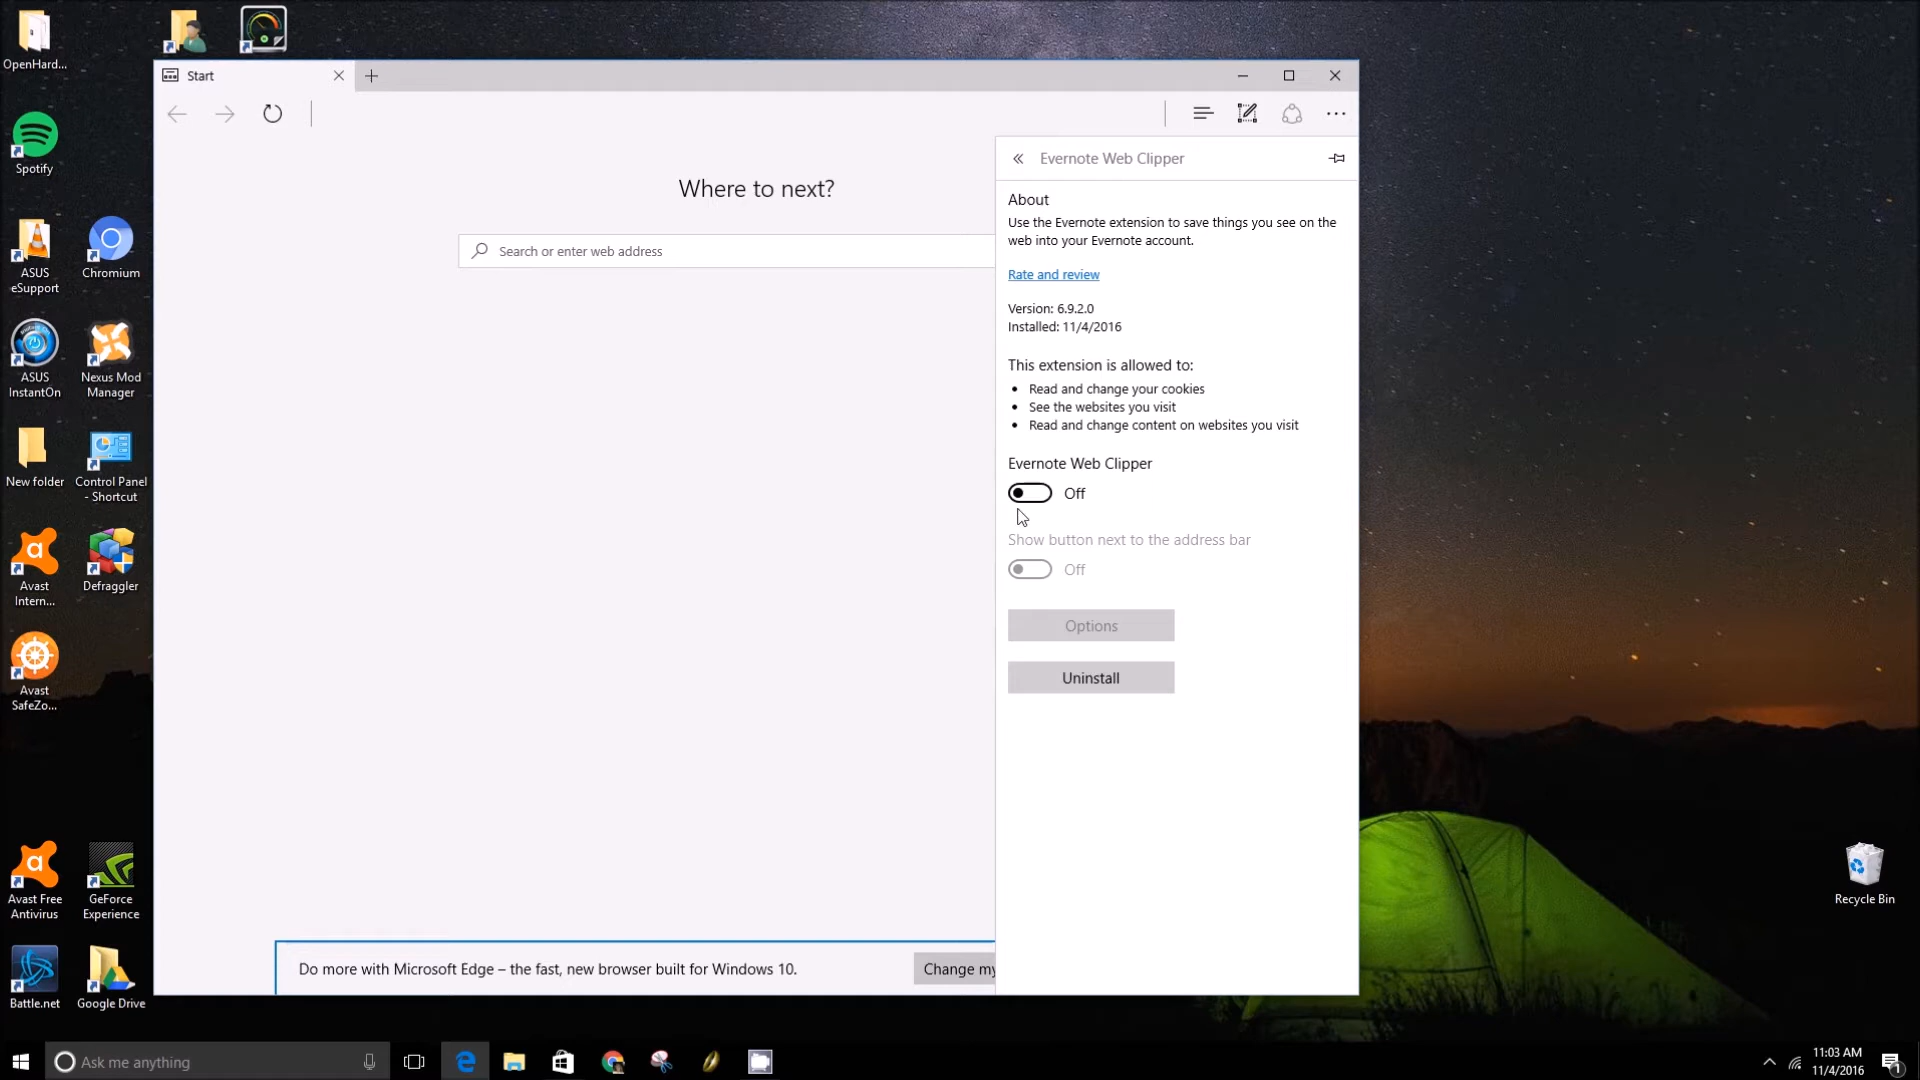 OpenHard...
Spotify
ASUS
eSupport
Chromium
ASUS
InstantOn
Nexus Mod
Manager
New folder
Control Panel
- Shortcut
Avast
Intern...
Defraggler
Avast
SafeZo...
Avast Free
Antivirus
GeForce
Experience
Battle.net
Google Drive
Start
Where to next?
Search or enter web address
Evernote Web Clipper
About
Use the Evernote extension to save things you see on the
web into your Evernote account.
Rate and review
Version: 6.9.2.0
Installed: 11/4/2016
This extension is allowed to:
• Read and change your cookies
• See the websites you visit
• Read and change content on websites you visit
Evernote Web Clipper
Off
Show button next to the address bar
Off
Options
Uninstall
Do more with Microsoft Edge – the fast, new browser built for Windows 10.
Change my
Recycle Bin
Ask me anything
11:03 AM
11/4/2016
1